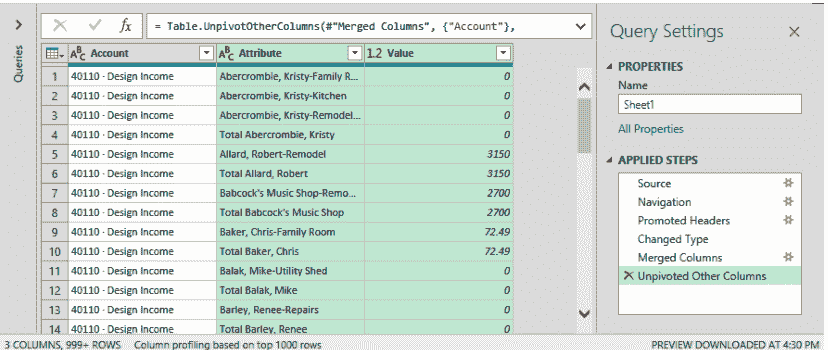 = Table.UnpivotOtherColumns(#"Merged Columns", {"Account"},
Queries
ABC Account ABC Attribute 1.2 Value
1 40110 · Design Income Abercrombie, Kristy-Family R... 0
2 40110 · Design Income Abercrombie, Kristy-Kitchen 0
3 40110 · Design Income Abercrombie, Kristy-Remodel... 0
4 40110 · Design Income Total Abercrombie, Kristy 0
5 40110 · Design Income Allard, Robert-Remodel 3150
6 40110 · Design Income Total Allard, Robert 3150
7 40110 · Design Income Babcock's Music Shop-Remo... 2700
8 40110 · Design Income Total Babcock's Music Shop 2700
9 40110 · Design Income Baker, Chris-Family Room 72.49
10 40110 · Design Income Total Baker, Chris 72.49
11 40110 · Design Income Balak, Mike-Utility Shed 0
12 40110 · Design Income Total Balak, Mike 0
13 40110 · Design Income Barley, Renee-Repairs 0
14 40110 · Design Income Total Barley, Renee 0
Query Settings
PROPERTIES
Name
Sheet1
All Properties
APPLIED STEPS
Source
Navigation
Promoted Headers
Changed Type
Merged Columns
Unpivoted Other Columns
3 COLUMNS, 999+ ROWS Column profiling based on top 1000 rows PREVIEW DOWNLOADED AT 4:30 PM